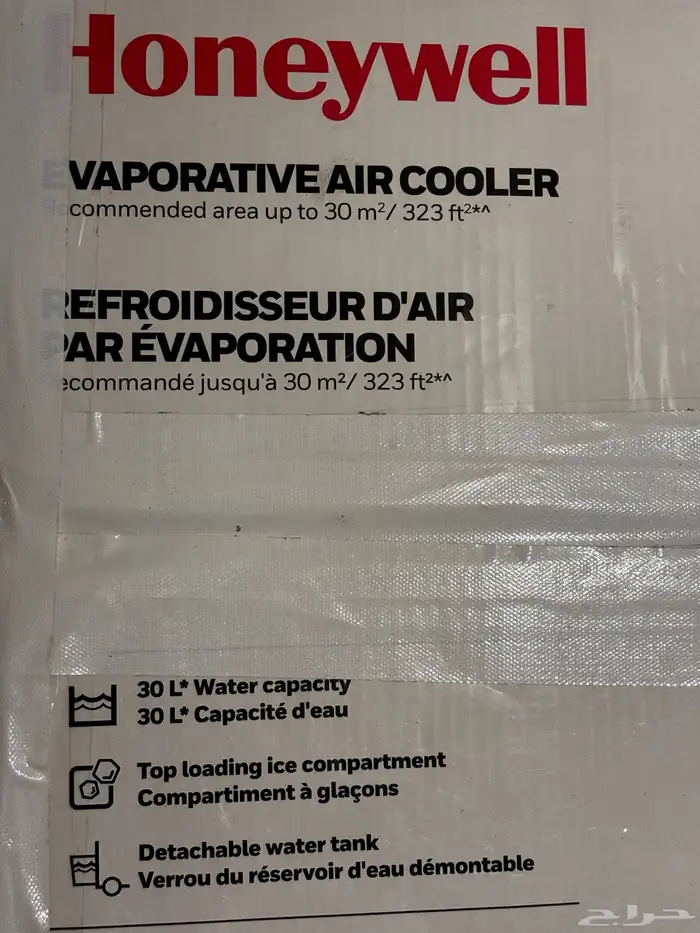 Honeywell
EVAPORATIVE AIR COOLER
Recommended area up to 30 m²/ 323 ft²*^
REFROIDISSEUR D'AIR
PAR ÉVAPORATION
ecommandé jusqu'à 30 m²/ 323 ft²*^
30 L* Water capacity
30 L* Capacité d'eau
Top loading ice compartment
Compartiment à glaçons
Detachable water tank
Verrou du réservoir d'eau démontable
حراج